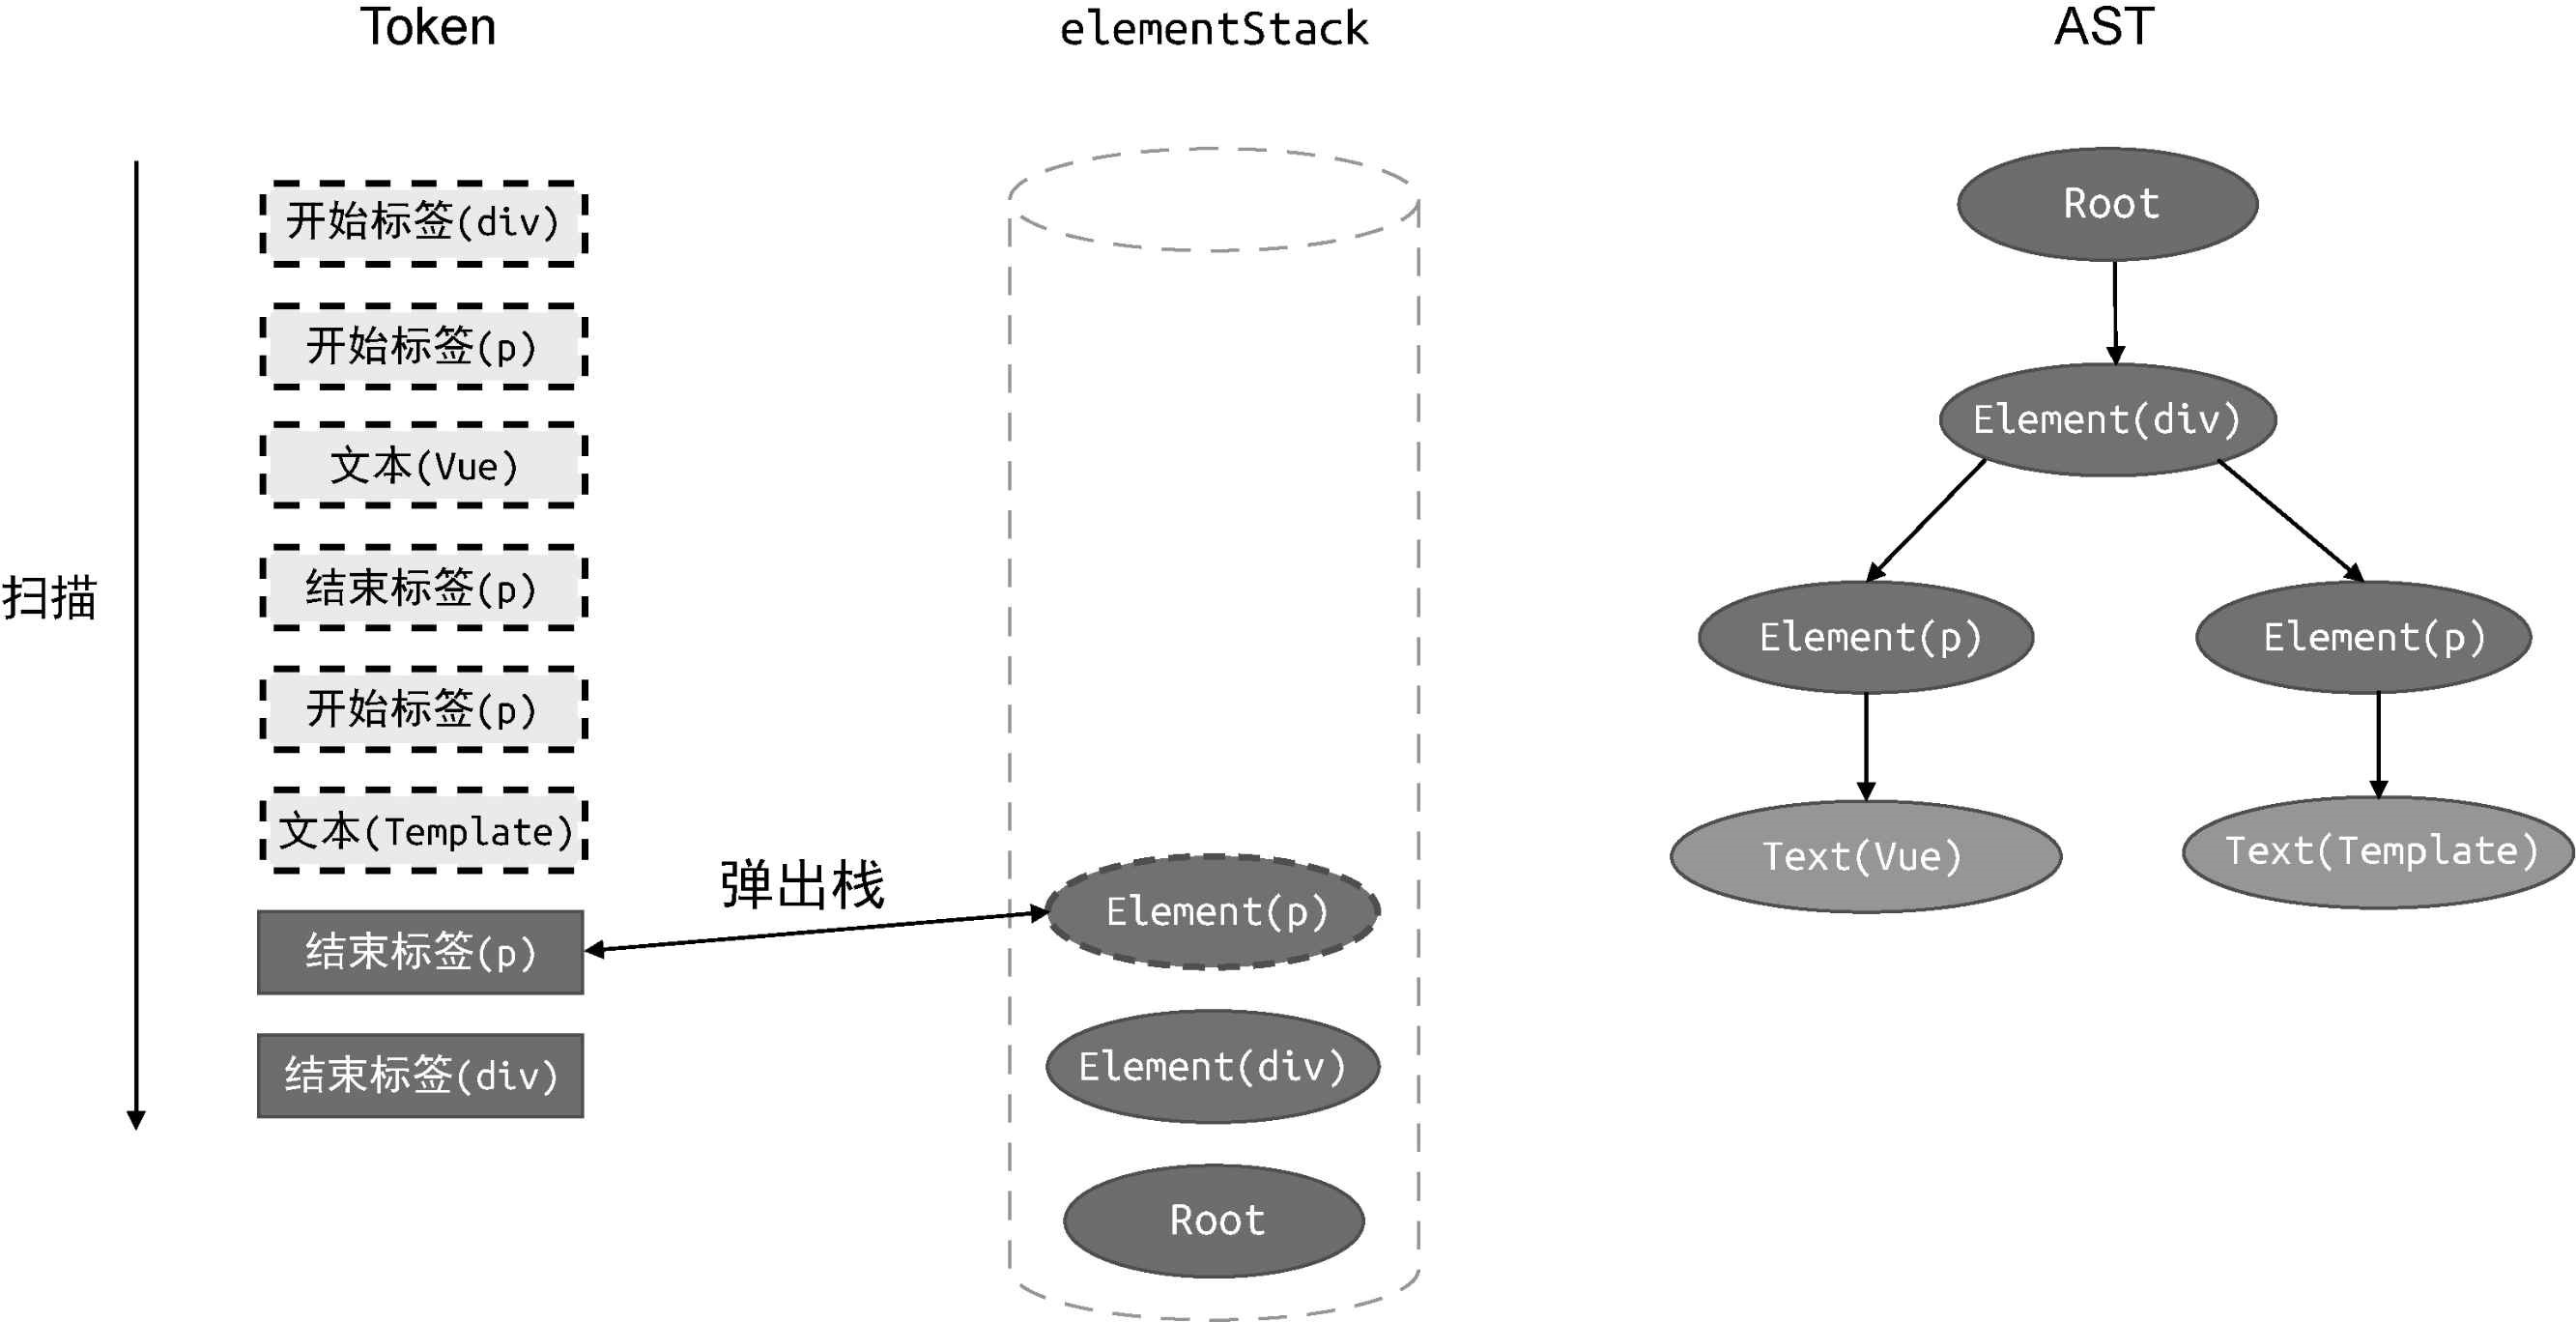 Token
elementStack
AST
扫描
开始标签(div)
开始标签(p)
文本(Vue)
结束标签(p)
开始标签(p)
文本(Template)
结束标签(p)
结束标签(div)
弹出栈
Element(p)
Element(div)
Root
Root
Element(div)
Element(p)
Element(p)
Text(Vue)
Text(Template)